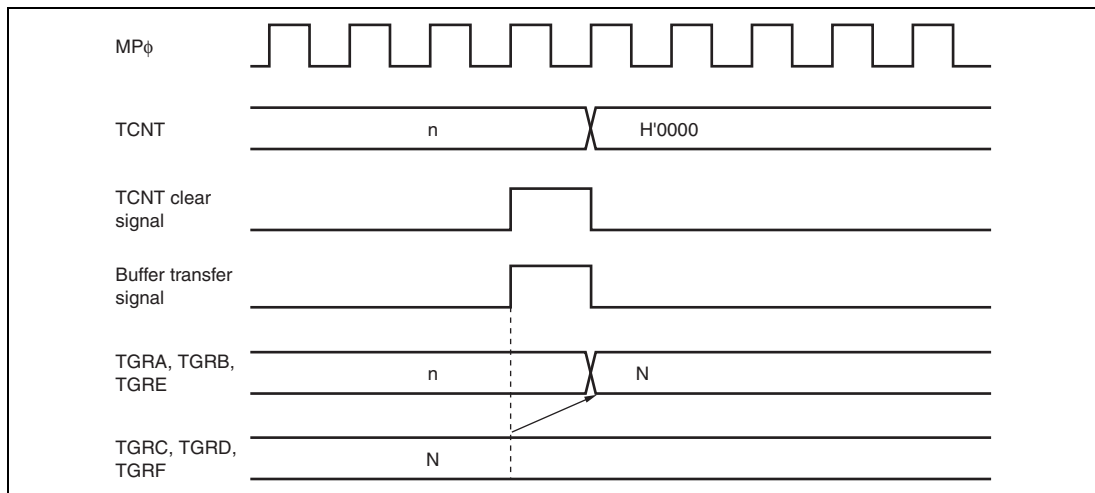 MPϕ
TCNT
n
H'0000
TCNT clear
signal
Buffer transfer
signal
TGRA, TGRB,
TGRE
n
N
TGRC, TGRD,
TGRF
N